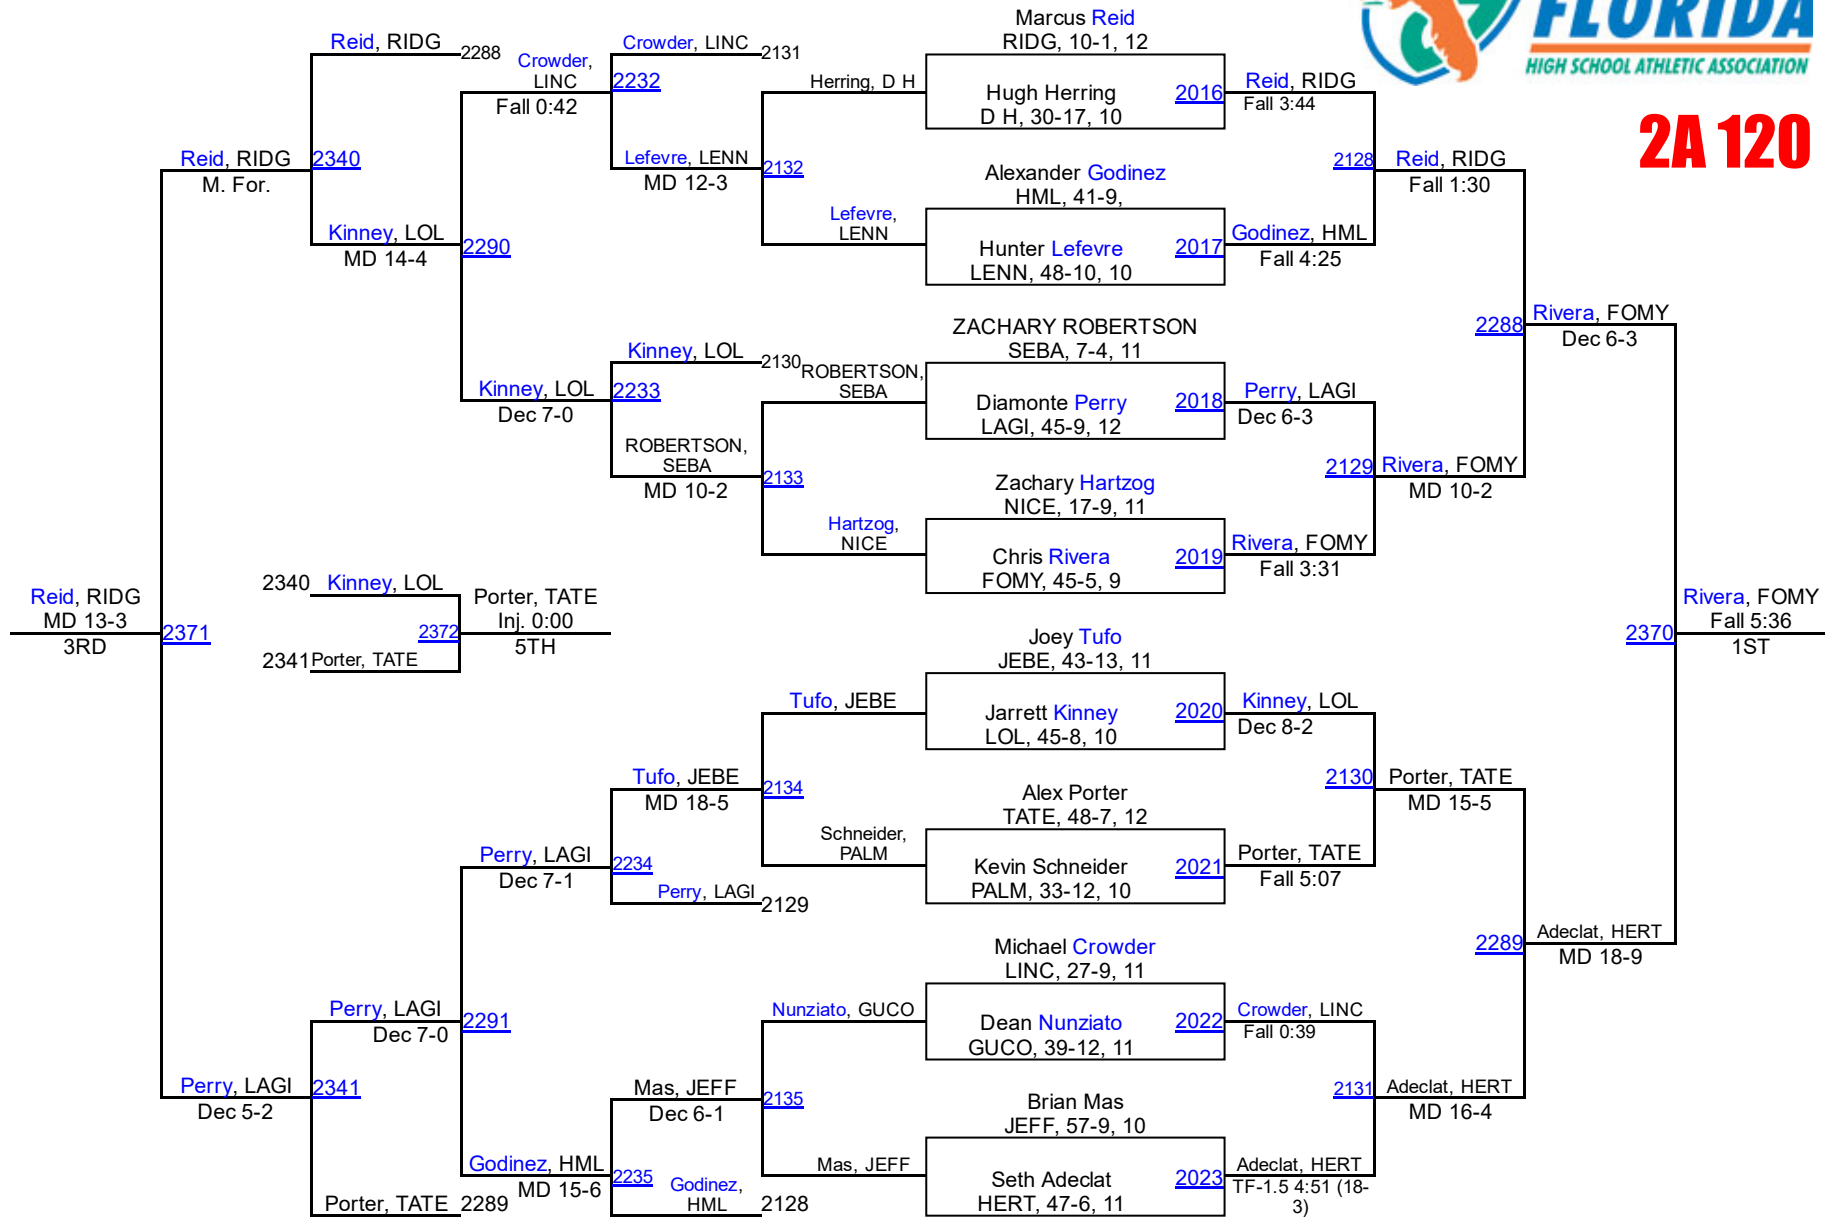 FLORIDA
HIGH SCHOOL ATHLETIC ASSOCIATION
2A 120
Reid, RIDG
2288
Crowder,
LINC
Fall 0:42
Crowder, LINC
2131
2232
Herring, D H
Lefevre, LENN
MD 12-3
2132
Lefevre,
LENN
Reid, RIDG
M. For.
2340
Kinney, LOL
MD 14-4
2290
Kinney, LOL
Dec 7-0
Kinney, LOL
2130
2233
ROBERTSON,
SEBA
ROBERTSON,
SEBA
MD 10-2
2133
Hartzog,
NICE
Marcus Reid
RIDG, 10-1, 12
Hugh Herring
D H, 30-17, 10
2016
Reid, RIDG
Fall 3:44
Alexander Godinez
HML, 41-9,
Hunter Lefevre
LENN, 48-10, 10
2017
Godinez, HML
Fall 4:25
2128
Reid, RIDG
Fall 1:30
ZACHARY ROBERTSON
SEBA, 7-4, 11
Diamonte Perry
LAGI, 45-9, 12
2018
Perry, LAGI
Dec 6-3
Zachary Hartzog
NICE, 17-9, 11
Chris Rivera
FOMY, 45-5, 9
2019
Rivera, FOMY
Fall 3:31
2129
Rivera, FOMY
MD 10-2
2288
Rivera, FOMY
Dec 6-3
Reid, RIDG
MD 13-3
3RD
2371
2340
Kinney, LOL
2341
Porter, TATE
2372
Porter, TATE
Inj. 0:00
5TH
2370
Rivera, FOMY
Fall 5:36
1ST
Joey Tufo
JEBE, 43-13, 11
Jarrett Kinney
LOL, 45-8, 10
2020
Kinney, LOL
Dec 8-2
Alex Porter
TATE, 48-7, 12
Kevin Schneider
PALM, 33-12, 10
2021
Porter, TATE
Fall 5:07
2130
Porter, TATE
MD 15-5
Michael Crowder
LINC, 27-9, 11
Dean Nunziato
GUCO, 39-12, 11
2022
Crowder, LINC
Fall 0:39
Brian Mas
JEFF, 57-9, 10
Seth Adeclat
HERT, 47-6, 11
2023
Adeclat, HERT
TF-1.5 4:51 (18-
3)
2131
Adeclat, HERT
MD 16-4
2289
Adeclat, HERT
MD 18-9
Tufo, JEBE
Tufo, JEBE
MD 18-5
2134
Schneider,
PALM
Perry, LAGI
Dec 7-1
2234
Perry, LAGI
2129
Perry, LAGI
Dec 7-0
2291
Nunziato, GUCO
Mas, JEFF
Dec 6-1
2135
Mas, JEFF
Perry, LAGI
Dec 5-2
2341
Godinez, HML
MD 15-6
2235
Godinez,
HML
2128
Porter, TATE
2289